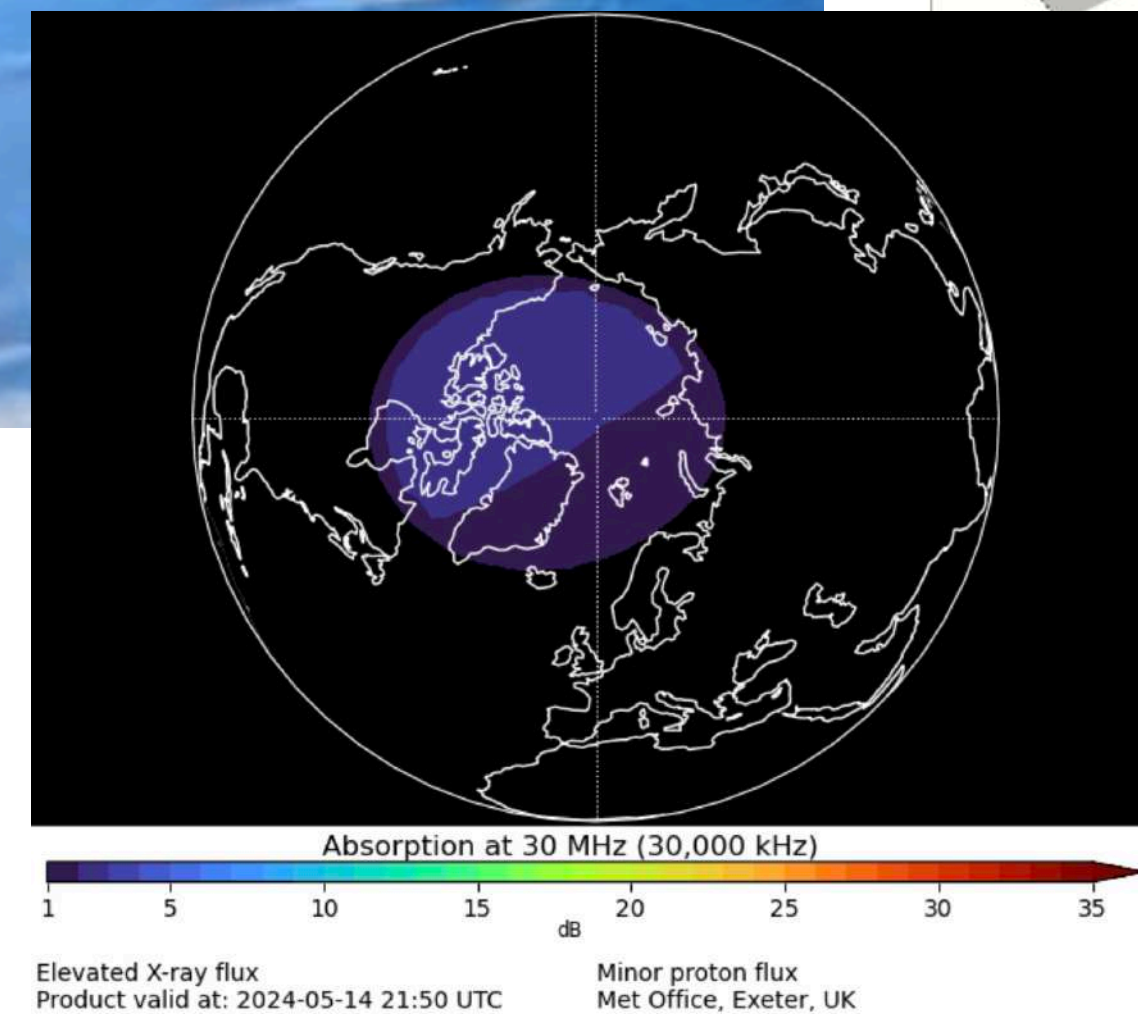 Absorption at 30 MHz (30,000 kHz)
1 5 10 15 20 25 30 35
dB
Elevated X-ray flux
Minor proton flux
Product valid at: 2024-05-14 21:50 UTC
Met Office, Exeter, UK